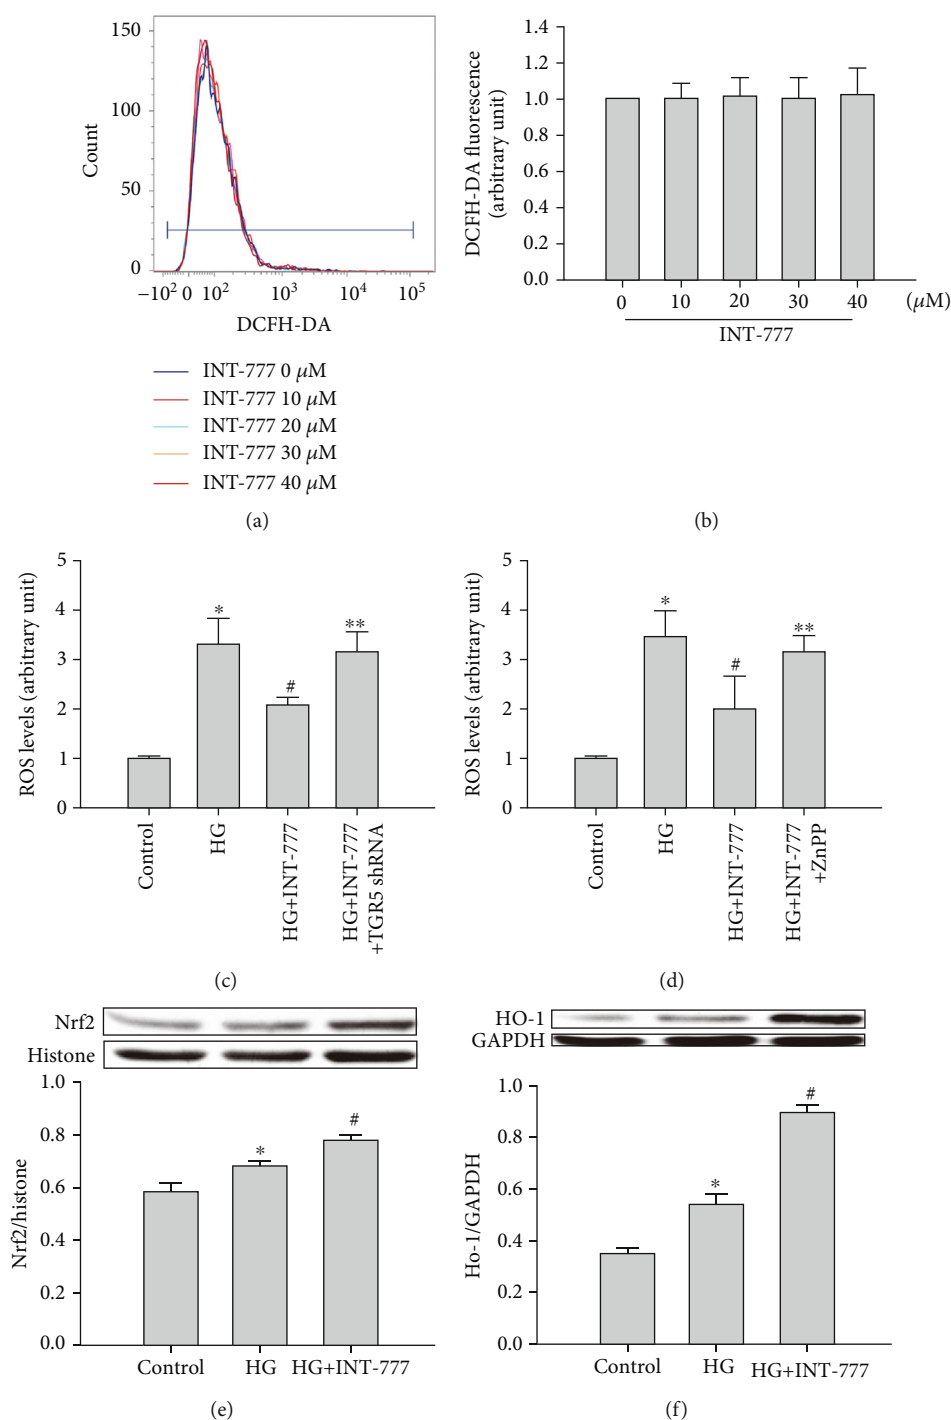 150
100
50
0
Count
−10² 0 10² 10³ 10⁴ 10⁵
DCFH-DA
INT-777 0 μM
INT-777 10 μM
INT-777 20 μM
INT-777 30 μM
INT-777 40 μM
(a)
1.4
1.2
1.0
0.8
0.6
0.4
0.2
0.0
DCFH-DA fluorescence
(arbitrary unit)
0 10 20 30 40 (μM)
INT-777
(b)
5
4
3
2
1
0
ROS levels (arbitrary unit)
*
#
**
Control
HG
HG+INT-777
HG+INT-777
+TGR5 shRNA
(c)
5
4
3
2
1
0
ROS levels (arbitrary unit)
*
#
**
Control
HG
HG+INT-777
HG+INT-777
+ZnPP
(d)
Nrf2
Histone
1.0
0.8
0.6
0.4
0.2
0.0
Nrf2/histone
*
#
Control HG HG+INT-777
(e)
HO-1
GAPDH
1.0
0.8
0.6
0.4
0.2
0.0
Ho-1/GAPDH
*
#
Control HG HG+INT-777
(f)